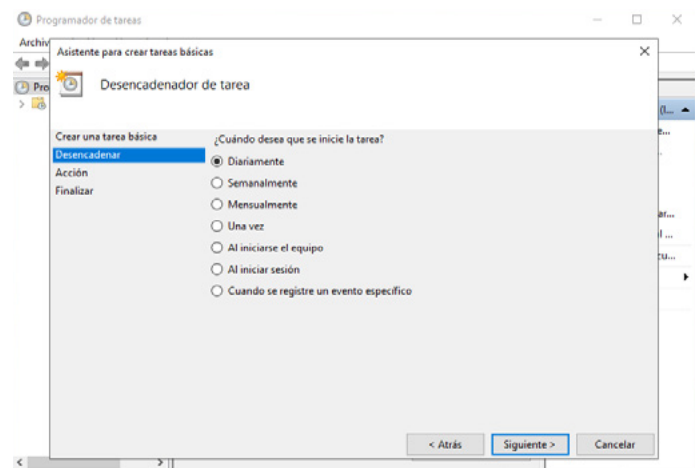 Programador de tareas
Archiv
Asistente para crear tareas básicas
Desencadenador de tarea
Pro
(I...
Crear una tarea básica
Desencadenar
Acción
Finalizar
¿Cuándo desea que se inicie la tarea?
Diariamente
Semanalmente
Mensualmente
Una vez
Al iniciarse el equipo
Al iniciar sesión
Cuando se registre un evento específico
< Atrás
Siguiente >
Cancelar